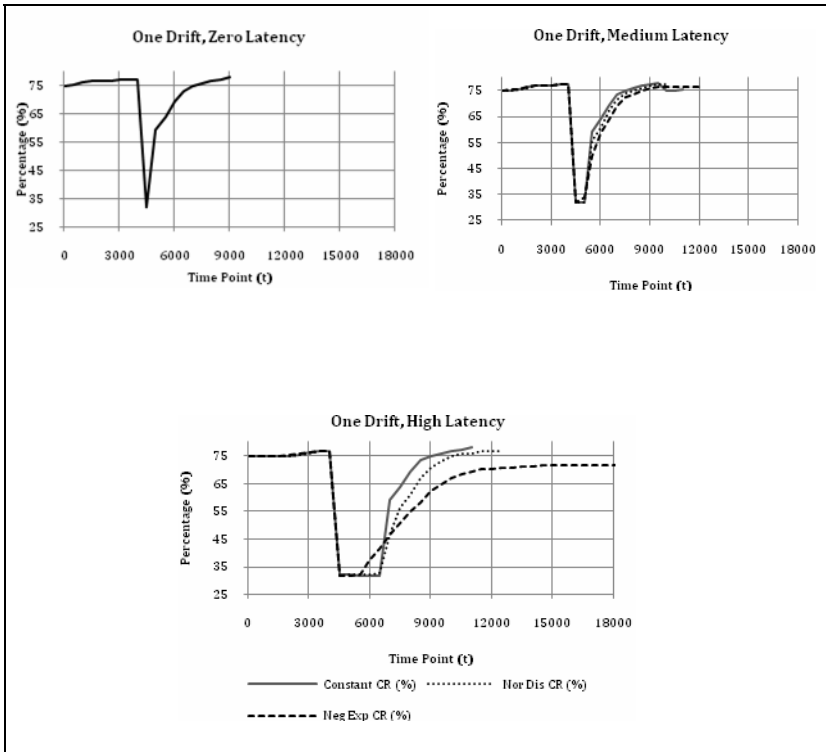 One Drift, Zero Latency
Percentage (%)
75
65
55
45
35
25
0 3000 6000 9000 12000 15000 18000
Time Point (t)
One Drift, Medium Latency
Percentage (%)
75
65
55
45
35
25
0 3000 6000 9000 12000 15000 18000
Time Point (t)
One Drift, High Latency
Percentage (%)
75
65
55
45
35
25
0 3000 6000 9000 12000 15000 18000
Time Point (t)
Constant CR (%) Nor Dis CR (%)
Neg Exp CR (%)